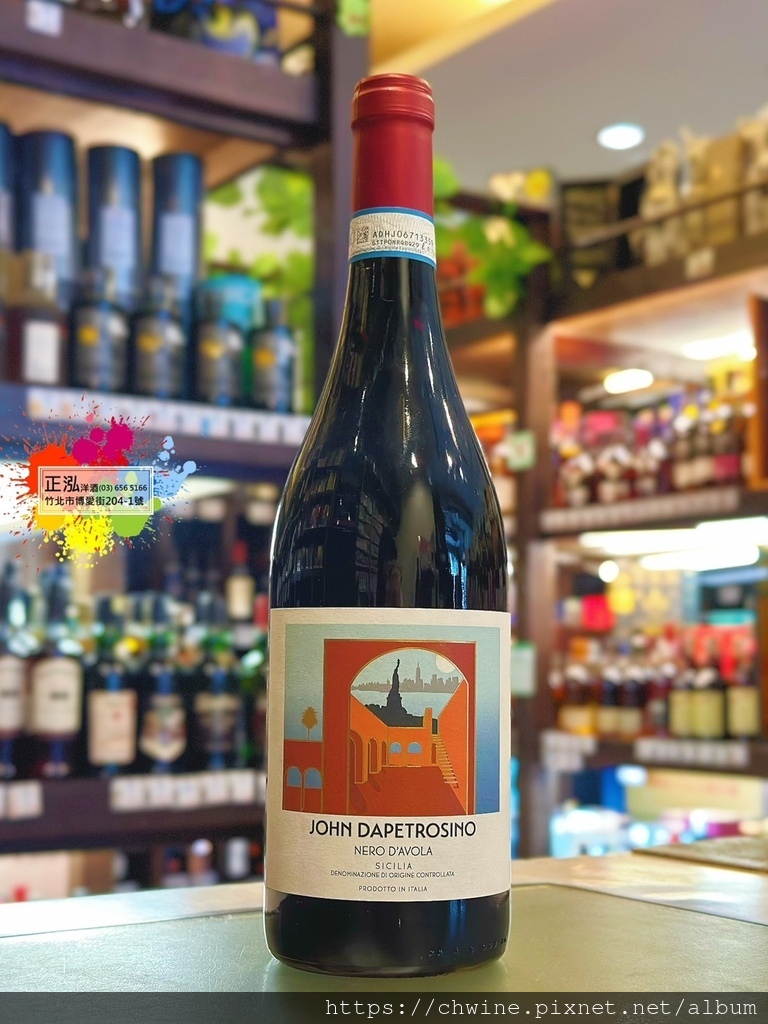 ADHJ0671335
正泓洋酒(03) 656 5166
竹北市博愛街204-1號
JOHN DAPETROSINO
NERO D'AVOLA
SICILIA
DENOMINAZIONE DI ORIGINE CONTROLLATA
PRODOTTO IN ITALIA
https://chwine.pixnet.net/album